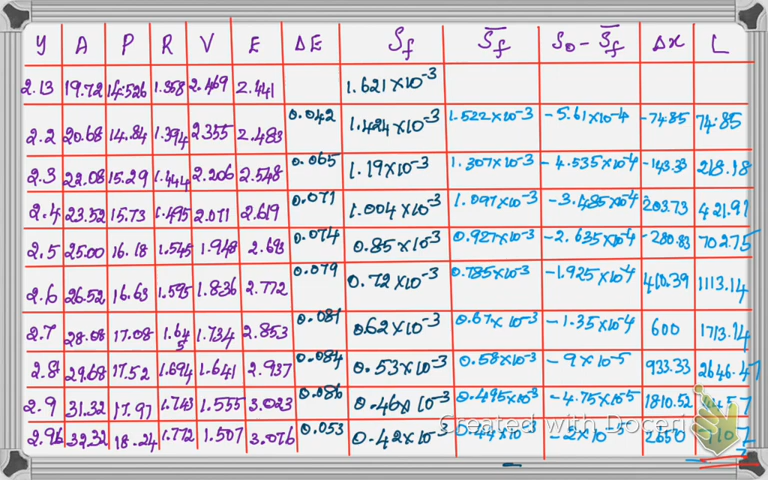 y A P R V E ΔE Sf S̄f S0 - S̄f Δx L
2.13 19.72 14.526 1.358 2.469 2.441 1.621×10⁻³
2.2 20.68 14.84 1.394 2.355 2.483 0.042 1.424×10⁻³ 1.522×10⁻³ -5.61×10⁻⁴ -74.85 74.85
2.3 22.08 15.29 1.444 2.206 2.548 0.065 1.19×10⁻³ 1.307×10⁻³ -4.535×10⁻⁴ -143.33 218.18
2.4 23.52 15.73 1.495 2.071 2.619 0.071 1.004×10⁻³ 1.097×10⁻³ -3.485×10⁻⁴ 203.73 421.91
2.5 25.00 16.18 1.545 1.948 2.693 0.074 0.85×10⁻³ 0.927×10⁻³ -2.635×10⁻⁴ -280.83 702.75
2.6 26.52 16.63 1.595 1.836 2.772 0.079 0.72×10⁻³ 0.785×10⁻³ -1.925×10⁻⁴ 410.39 1113.14
2.7 28.08 17.08 1.645 1.734 2.853 0.081 0.62×10⁻³ 0.67×10⁻³ -1.35×10⁻⁴ 600 1713.14
2.8 29.68 17.52 1.694 1.641 2.937 0.084 0.53×10⁻³ 0.58×10⁻³ -9×10⁻⁵ 933.33 2646.47
2.9 31.32 17.97 1.743 1.555 3.023 0.086 0.46×10⁻³ 0.495×10⁻³ -4.75×10⁻⁵ 1810.52
2.96 32.32 18.24 1.772 1.507 3.076 0.053 0.42×10⁻³ 0.44×10⁻³ -2×10⁻⁵ 2650
Created with Doceri